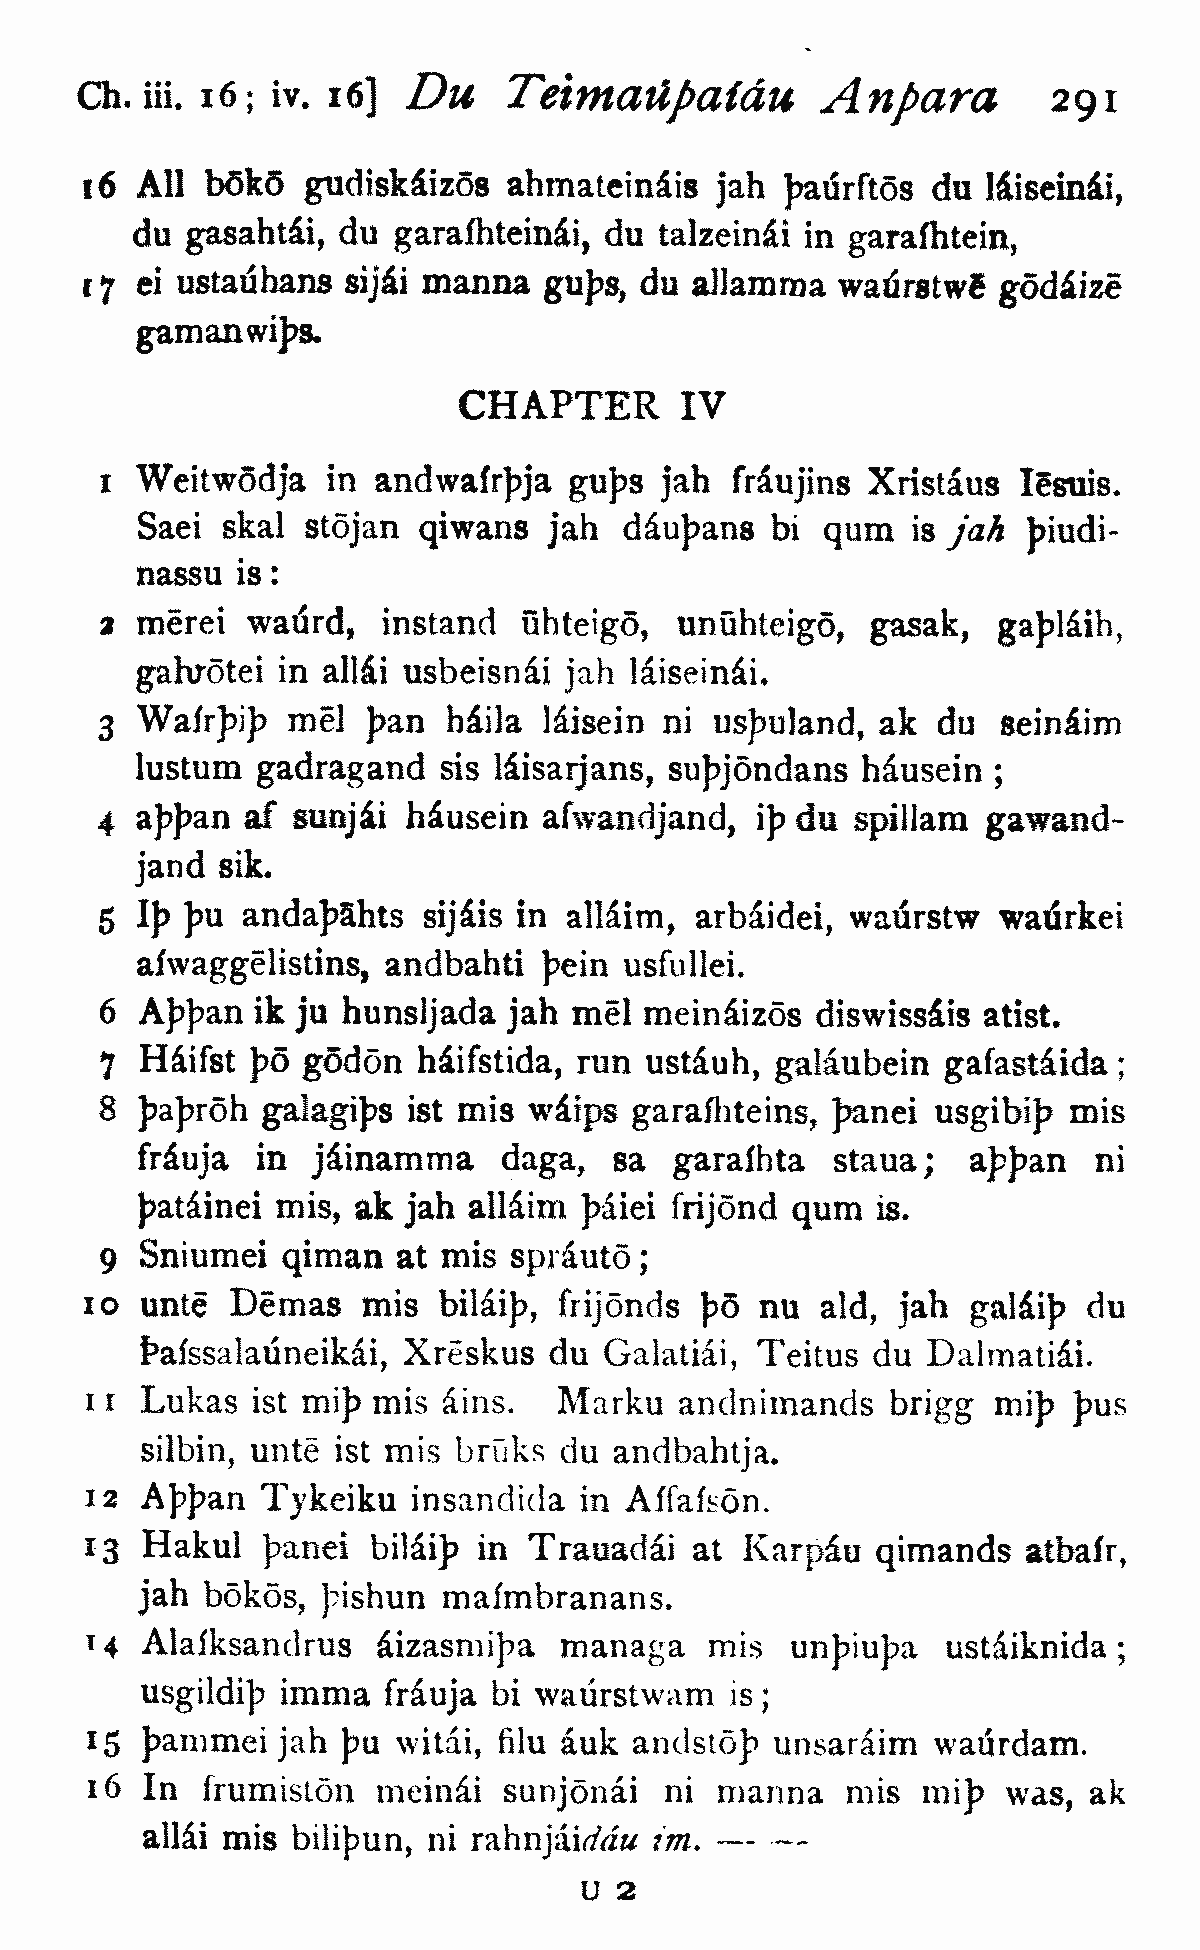 Ch. iii. 16; iv. 16] Du Teimaúþaíáu Anþara 291
16 All bōkō gudiskáizōs ahmateináis jah þaúrftōs du láiseinái,
du gasahtái, du garaíhteinái, du talzeinái in garaíhtein,
17 ei ustaúhans sijái manna guþs, du allamma waúrstwē gōdáizē
gamanwiþs.
CHAPTER IV
1 Weitwōdja in andwaírþja guþs jah fráujins Xristáus Iēsuis.
Saei skal stōjan qiwans jah dáuþans bi qum is jah þiudi-
nassu is:
2 mērei waúrd, instand ūhteigō, unūhteigō, gasak, gaþláih,
gaƕōtei in allái usbeisnái jah láiseinái.
3 Waírþiþ mēl þan háila láisein ni usþuland, ak du seináim
lustum gadragand sis láisarjans, suþjōndans háusein;
4 aþþan af sunjái háusein afwandjand, iþ du spillam gawand-
jand sik.
5 Iþ þu andaþāhts sijáis in alláim, arbáidei, waúrstw waúrkei
aíwaggēlistins, andbahti þein usfullei.
6 Aþþan ik ju hunsljada jah mēl meináizōs diswissáis atist.
7 Háifst þō gōdōn háifstida, run ustáuh, galáubein gafastáida;
8 þaþrōh galagiþs ist mis wáips garaíhteins, þanei usgibiþ mis
fráuja in jáinamma daga, sa garaíhta staua; aþþan ni
þatáinei mis, ak jah alláim þáiei frijōnd qum is.
9 Sniumei qiman at mis spráutō;
10 untē Dēmas mis biláiþ, frijōnds þō nu ald, jah galáiþ du
Þaíssalaúneikái, Xrēskus du Galatiái, Teitus du Dalmatiái.
11 Lukas ist miþ mis áins. Marku andnimands brigg miþ þus
silbin, untē ist mis brūks du andbahtja.
12 Aþþan Tykeiku insandida in Aífaísōn.
13 Hakul þanei biláiþ in Trauadái at Karpáu qimands atbaír,
jah bōkōs, þishun maímbranans.
14 Alaíksandrus áizasmiþa managa mis unþiuþa ustáiknida;
usgildiþ imma fráuja bi waúrstwam is;
15 þammei jah þu witái, filu áuk andstōþ unsaráim waúrdam.
16 In frumistōn meinái sunjōnái ni manna mis miþ was, ak
allái mis biliþun, ni rahnjáidáu im. — —
U 2